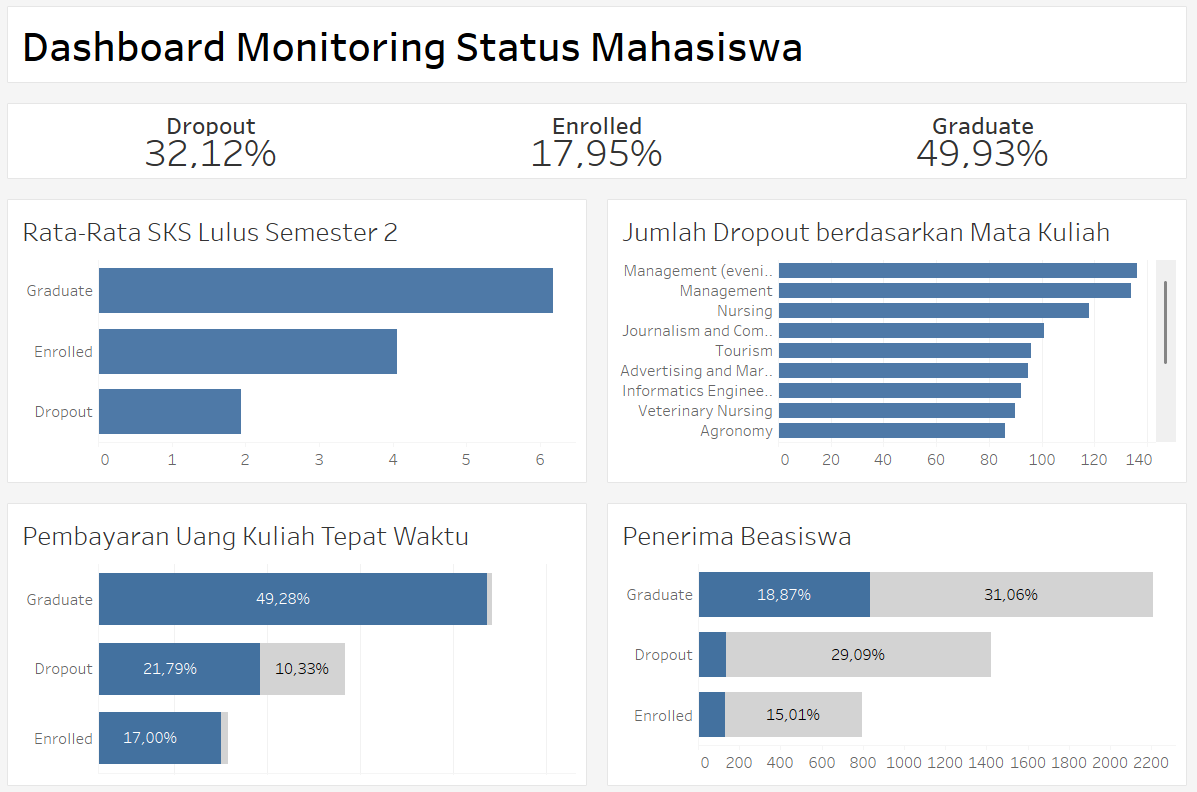 Dashboard Monitoring Status Mahasiswa
Dropout Enrolled Graduate
32,12% 17,95% 49,93%
Rata-Rata SKS Lulus Semester 2
Graduate
Enrolled
Dropout
0 1 2 3 4 5 6
Jumlah Dropout berdasarkan Mata Kuliah
Management (eveni..
Management
Nursing
Journalism and Com..
Tourism
Advertising and Mar..
Informatics Enginee..
Veterinary Nursing
Agronomy
0 20 40 60 80 100 120 140
Pembayaran Uang Kuliah Tepat Waktu
Graduate 49,28%
Dropout 21,79% 10,33%
Enrolled 17,00%
Penerima Beasiswa
Graduate 18,87% 31,06%
Dropout 29,09%
Enrolled 15,01%
0 200 400 600 800 1000 1200 1400 1600 1800 2000 2200